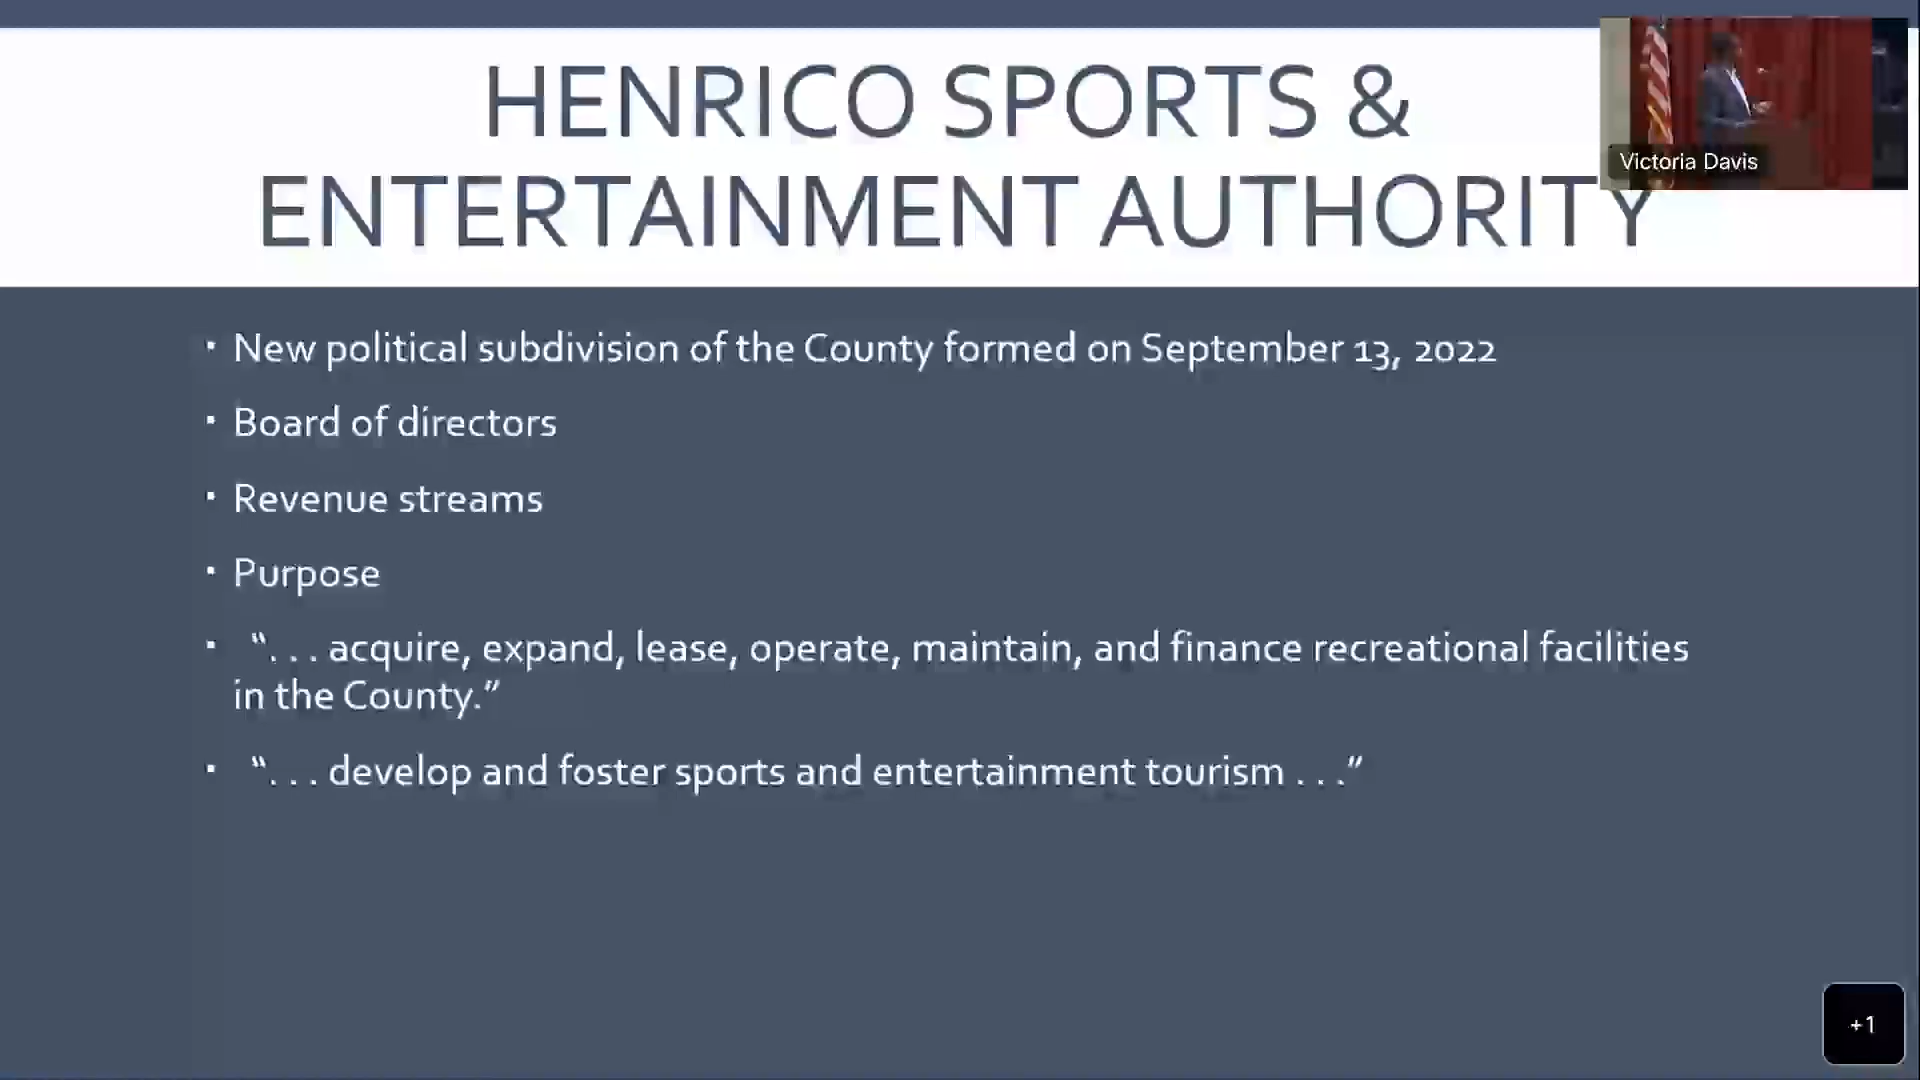 HENRICO SPORTS &
ENTERTAINMENT AUTHORITY
Victoria Davis
▪ New political subdivision of the County formed on September 13, 2022
▪ Board of directors
▪ Revenue streams
▪ Purpose
▪ “. . . acquire, expand, lease, operate, maintain, and finance recreational facilities
in the County.”
▪ “. . . develop and foster sports and entertainment tourism . . .”
+1